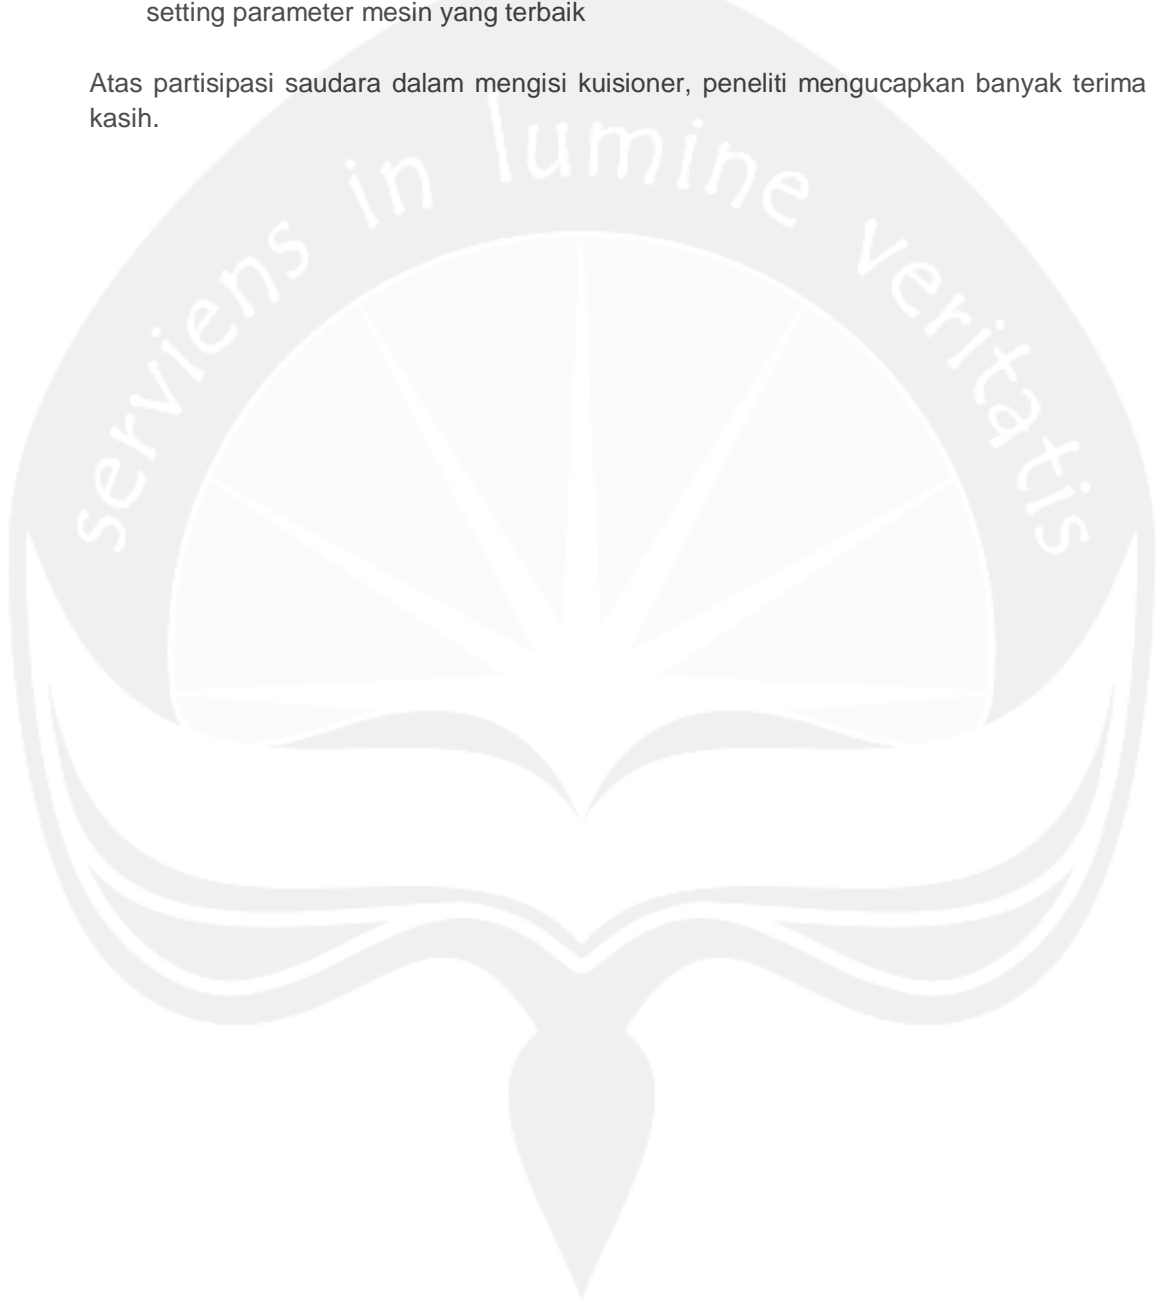 setting parameter mesin yang terbaik
Atas partisipasi saudara dalam mengisi kuisioner, peneliti mengucapkan banyak terima
kasih.
serviens in lumine veritatis